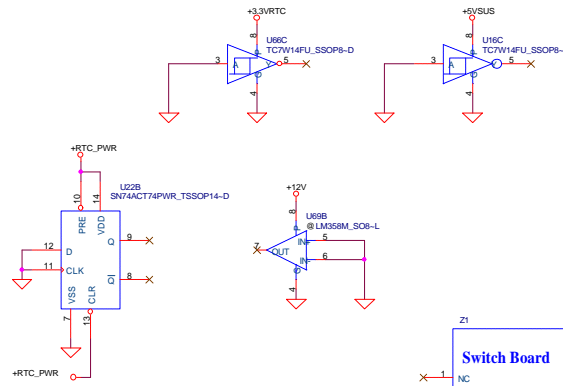 +3.3VRTC
+5VSUS
8
U66C
TC7W14FU_SSOP8~D
8
U16C
TC7W14FU_SSOP8~
3
A
P
G
Y
5
3
A
P
G
Y
5
4
4
+RTC_PWR
U22B
SN74ACT74PWR_TSSOP14~D
+12V
10
14
8
U69B
@LM358M_SO8~L
PRE
VDD
12
D
Q
9
11
CLK
Q|
8
VSS
CLR
7
13
7
OUT
P
IN+
5
IN-
6
G
4
+RTC_PWR
Z1
Switch Board
1
NC